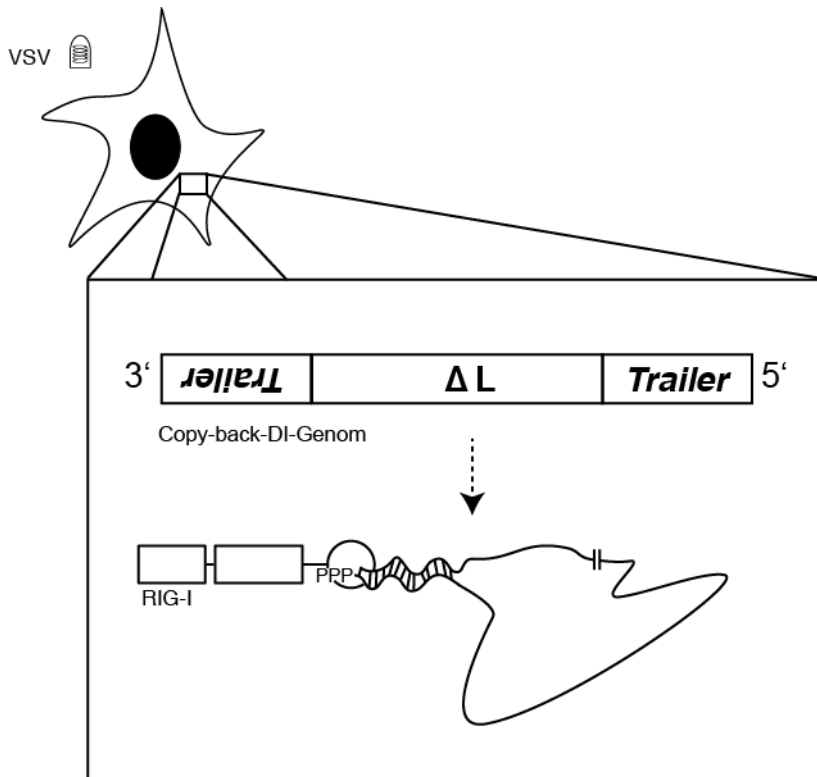 VSV
3‘ Trailer Δ L Trailer 5‘
Copy-back-DI-Genom
PPP
RIG-I